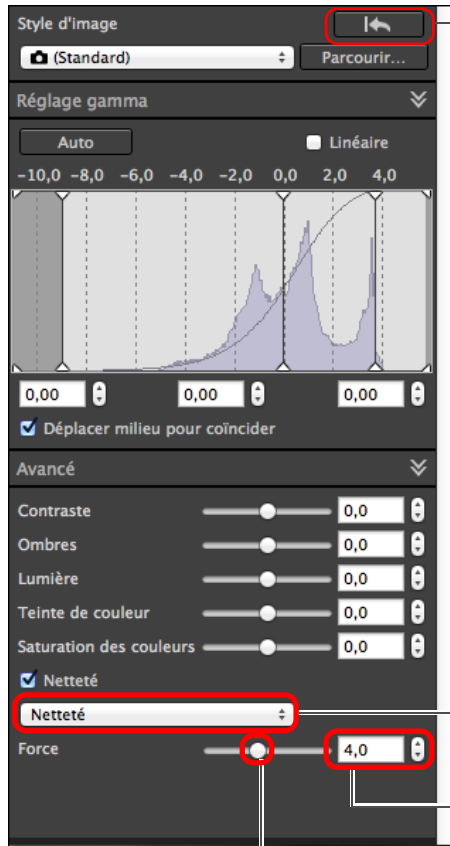 Style d'image
(Standard) Parcourir...
Réglage gamma
Auto Linéaire
-10,0 -8,0 -6,0 -4,0 -2,0 0,0 2,0 4,0
0,00 0,00 0,00
Déplacer milieu pour coïncider
Avancé
Contraste 0,0
Ombres 0,0
Lumière 0,0
Teinte de couleur 0,0
Saturation des couleurs 0,0
Netteté
Netteté
Force 4,0